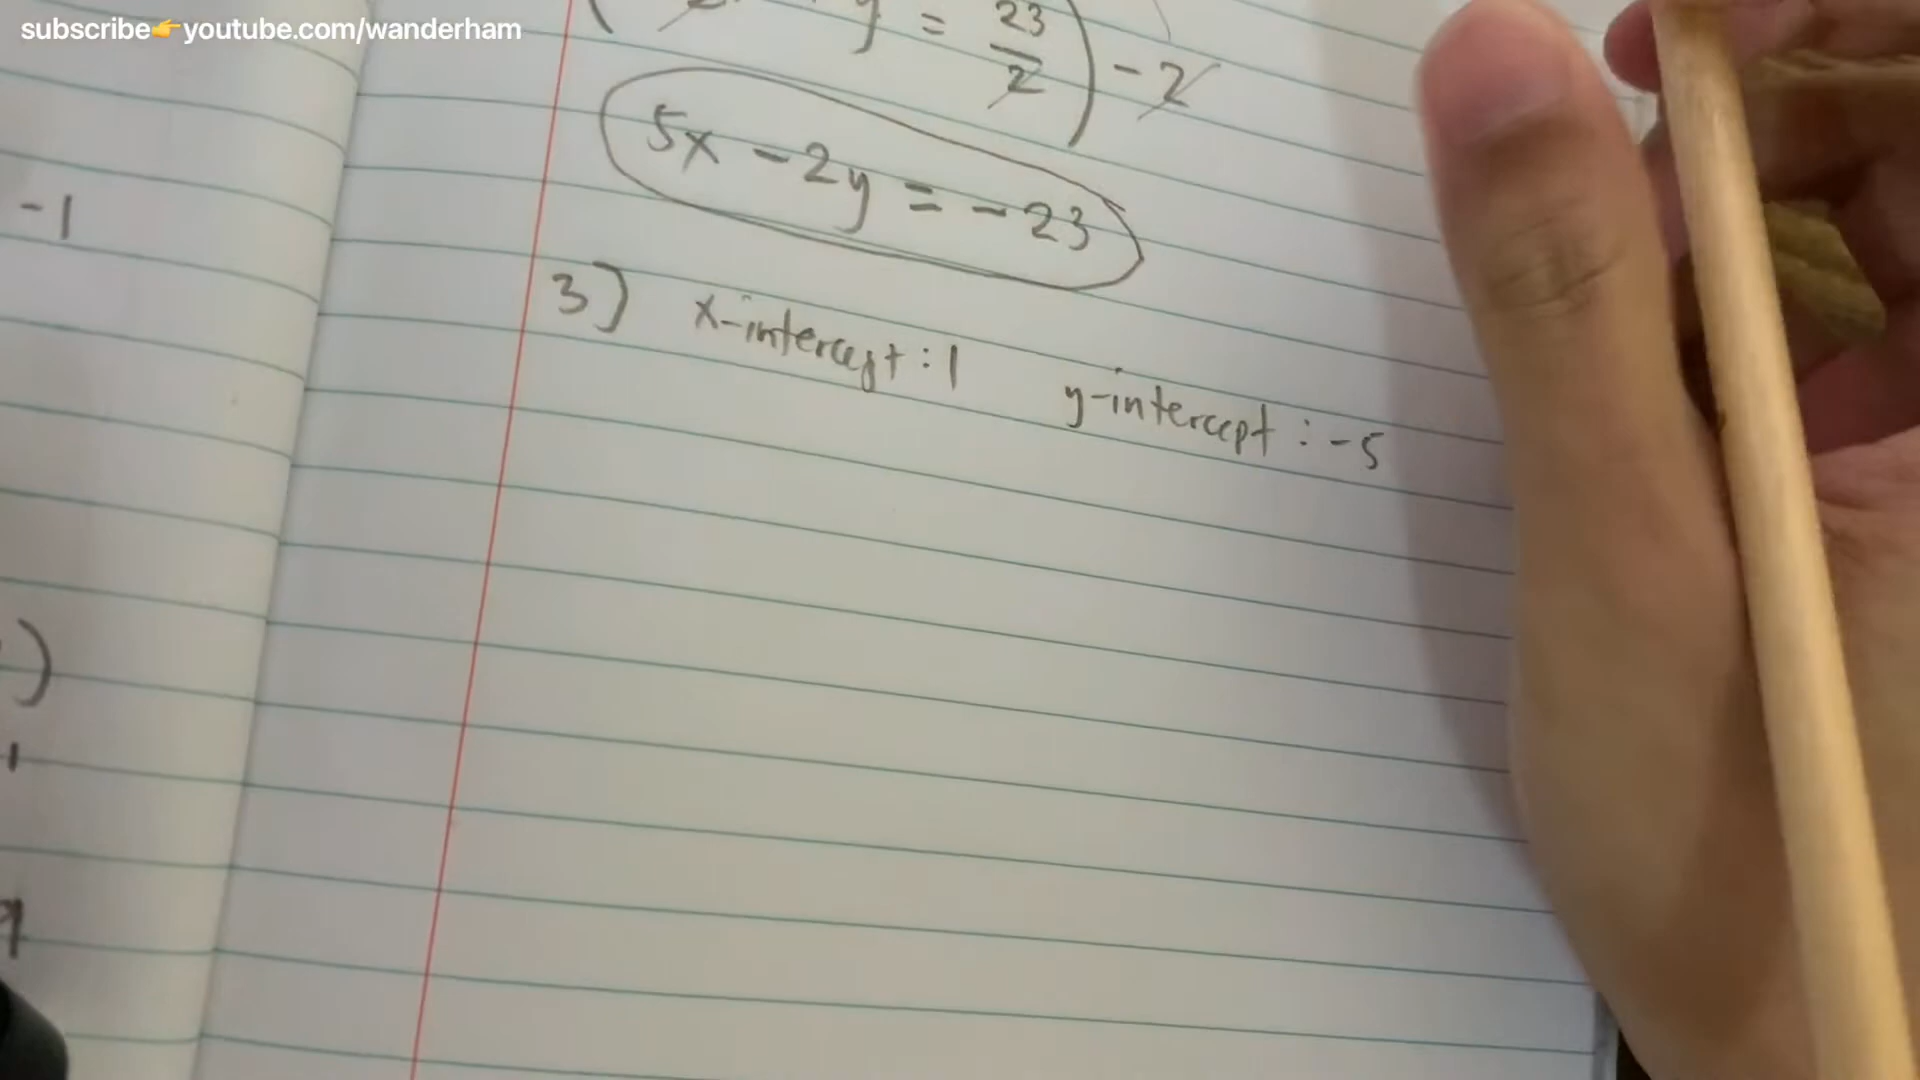 subscribe👉youtube.com/wanderham
y = 23/2) -2
5x - 2y = -23
-1
3) x-intercept : 1 y-intercept : -5
)